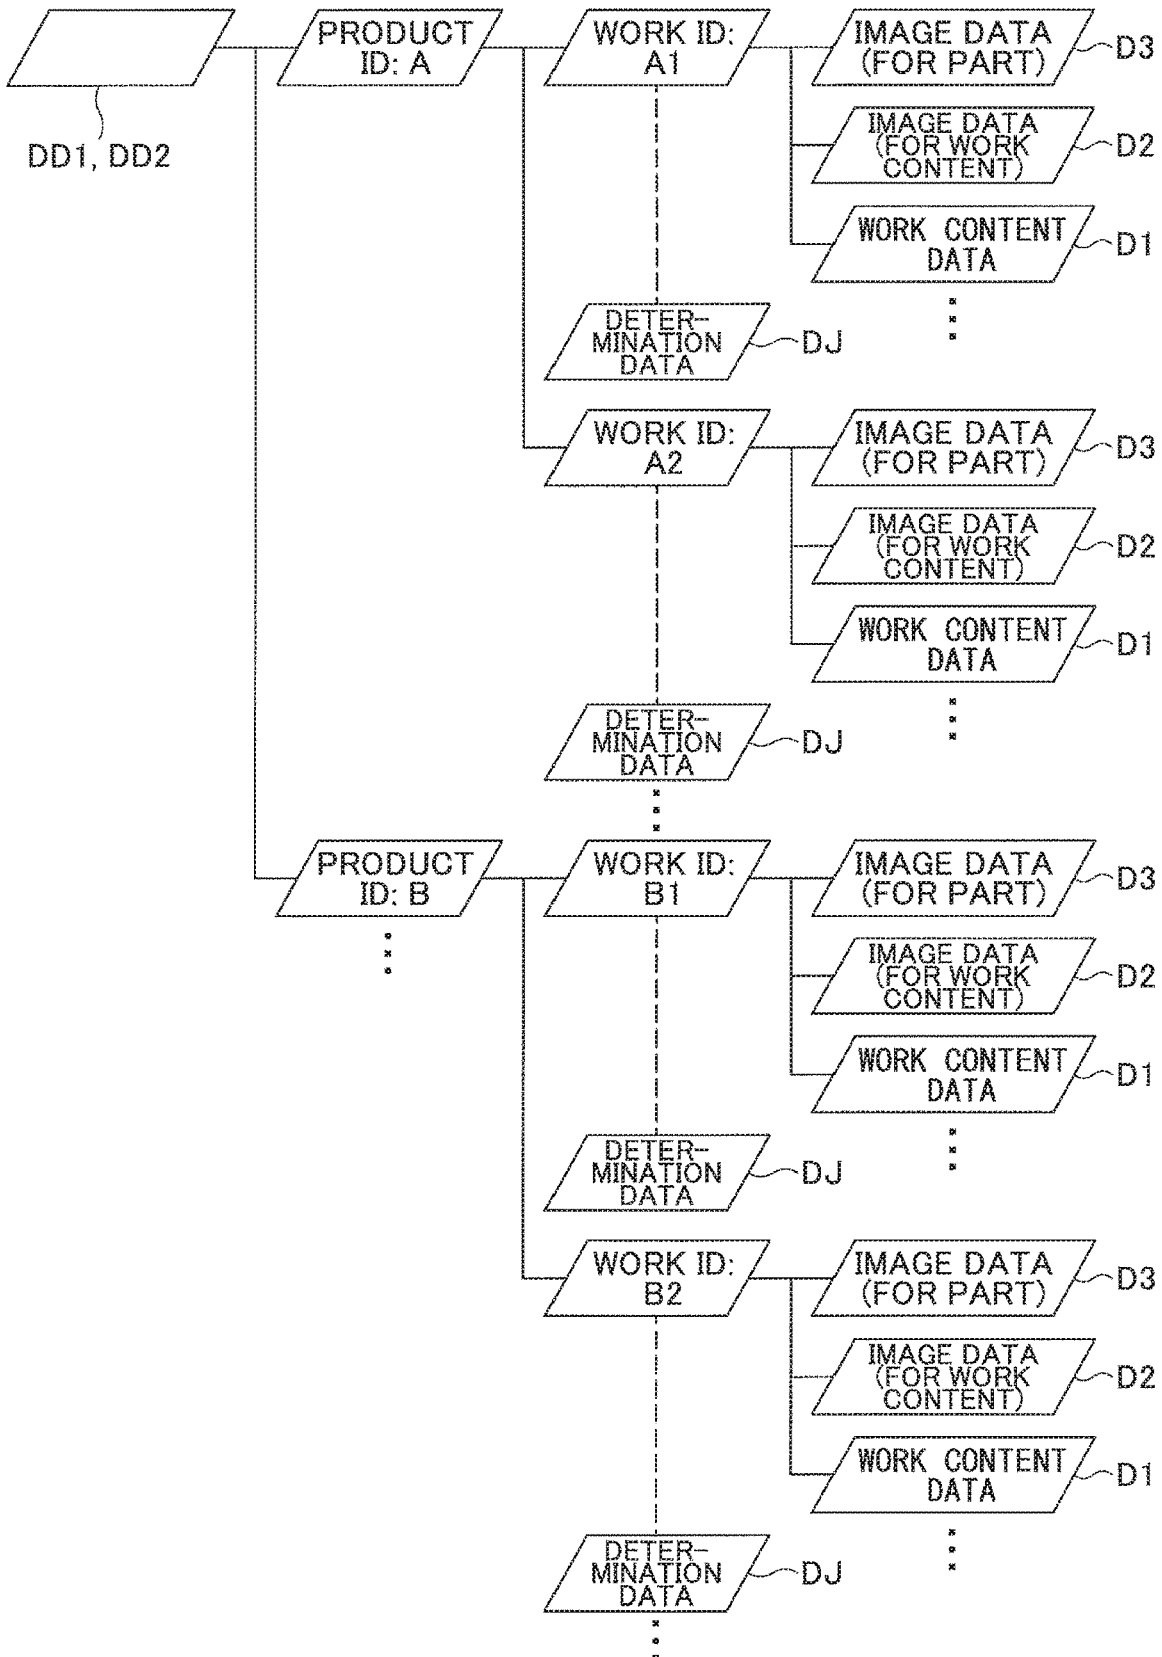 PRODUCT
ID: A
WORK ID:
A1
IMAGE DATA
(FOR PART)
D3
DD1, DD2
IMAGE DATA
(FOR WORK
CONTENT)
D2
WORK CONTENT
DATA
D1
DETER-
MINATION
DATA
DJ
WORK ID:
A2
IMAGE DATA
(FOR PART)
D3
IMAGE DATA
(FOR WORK
CONTENT)
D2
WORK CONTENT
DATA
D1
DETER-
MINATION
DATA
DJ
PRODUCT
ID: B
WORK ID:
B1
IMAGE DATA
(FOR PART)
D3
IMAGE DATA
(FOR WORK
CONTENT)
D2
WORK CONTENT
DATA
D1
DETER-
MINATION
DATA
DJ
WORK ID:
B2
IMAGE DATA
(FOR PART)
D3
IMAGE DATA
(FOR WORK
CONTENT)
D2
WORK CONTENT
DATA
D1
DETER-
MINATION
DATA
DJ